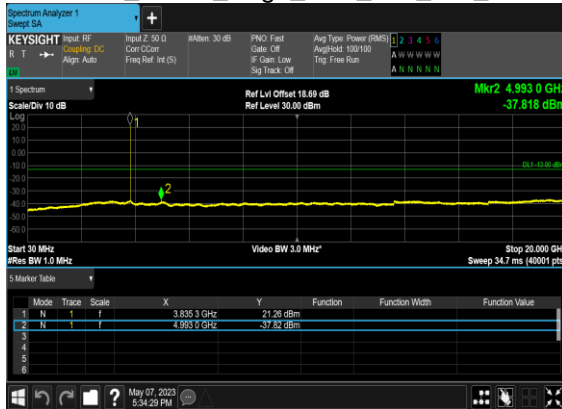 Spectrum Analyzer 1
Swept SA
+
KEYSIGHT Input: RF Input Z: 50 Ω #Atten: 30 dB PNO: Fast Avg Type: Power (RMS) 1 2 3 4 5 6
R T Coupling: DC Corr CCorr Gate: Off Avg|Hold: 100/100 A W W W W W
Align: Auto Freq Ref: Int (S) IF Gain: Low Trig: Free Run
Sig Track: Off A N N N N N
1 Spectrum Ref Lvl Offset 18.69 dB Mkr2 4.993 0 GHz
Scale/Div 10 dB Ref Level 30.00 dBm -37.818 dBm
Log
1
20.0
10.0
0.00
-10.0
DL1 -13.00 dBm
-20.0
2
-30.0
-40.0
-50.0
-60.0
Start 30 MHz Video BW 3.0 MHz* Stop 20.000 GHz
#Res BW 1.0 MHz Sweep 34.7 ms (40001 pts)
5 Marker Table
Mode Trace Scale X Y Function Function Width Function Value
1 N 1 f 3.835 3 GHz 21.26 dBm
2 N 1 f 4.993 0 GHz -37.82 dBm
3
4
5
6
? May 07, 2023
5:34:29 PM